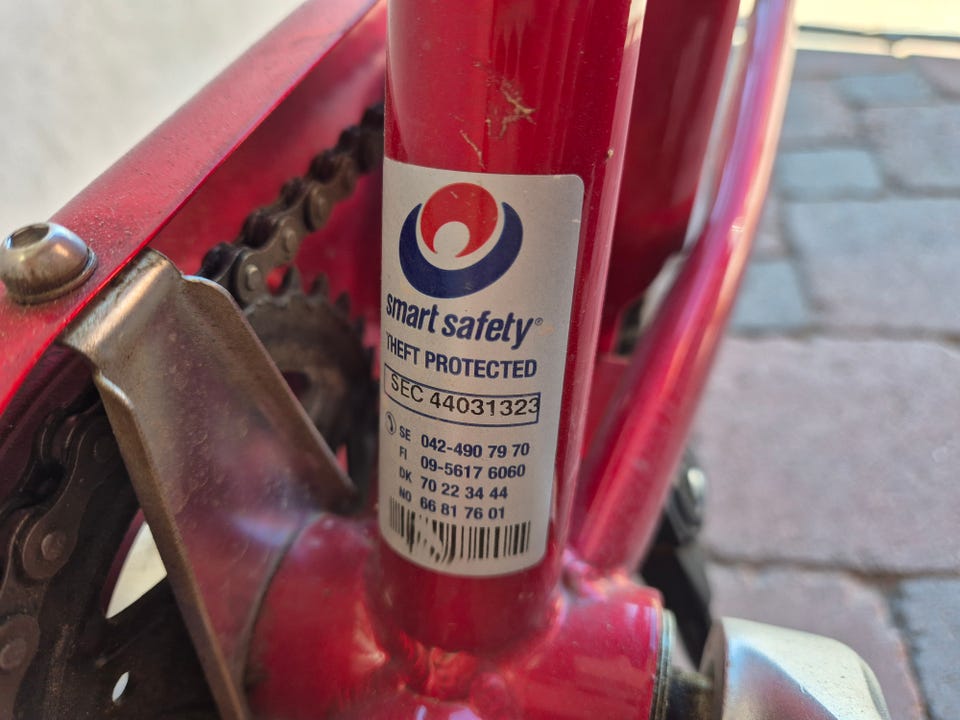 smart safety®
THEFT PROTECTED
SEC 44031323
SE 042-490 79 70
FI 09-5617 6060
DK 70 22 34 44
NO 66 81 76 01